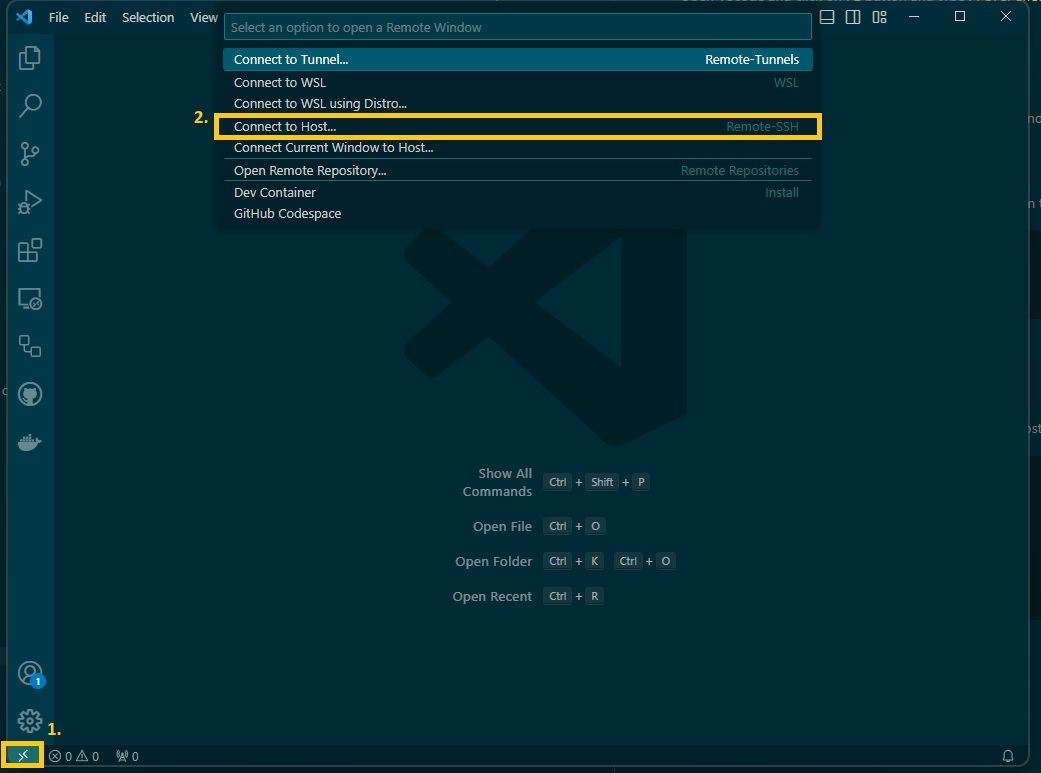 File Edit Selection View
Select an option to open a Remote Window
Connect to Tunnel... Remote-Tunnels
Connect to WSL WSL
Connect to WSL using Distro...
2.
Connect to Host... Remote-SSH
Connect Current Window to Host...
Open Remote Repository... Remote Repositories
Dev Container Install
GitHub Codespace
Show All
Commands Ctrl + Shift + P
Open File Ctrl + O
Open Folder Ctrl + K Ctrl + O
Open Recent Ctrl + R
1
1.
0 0 0